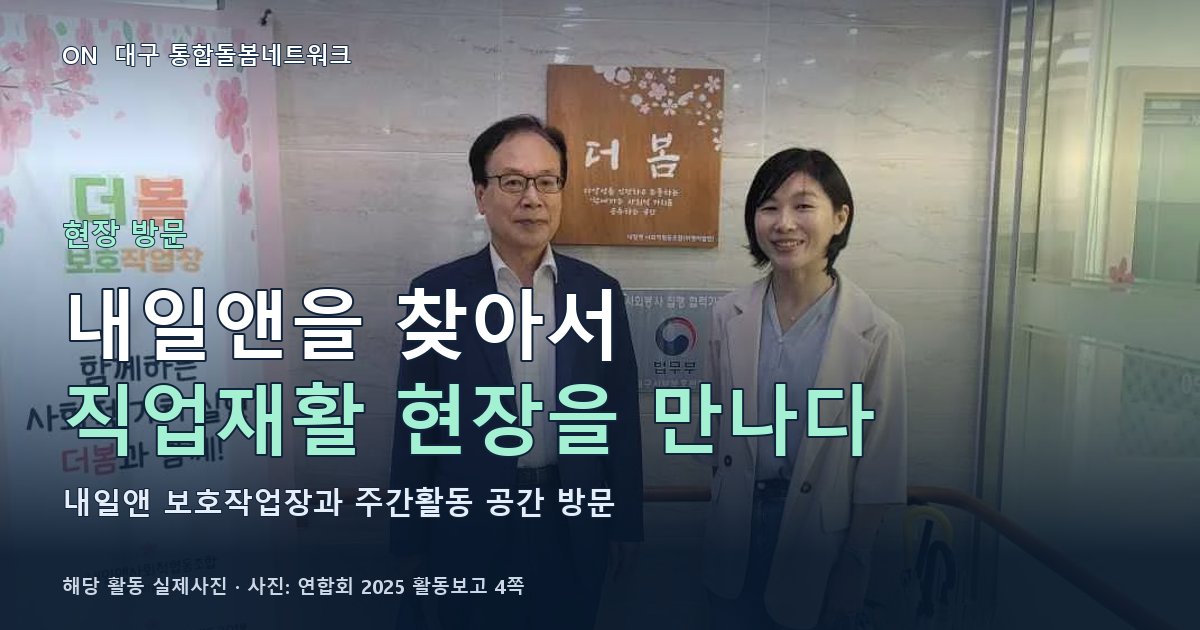 ON 대구 통합돌봄네트워크
더 봄
더봄
현장 방문
보호작업장
법무부
내일앤을 찾아서
함께하는
직업재활 현장을 만나다
더봄과 함께!
내일앤 보호작업장과 주간활동 공간 방문
해당 활동 실제사진 · 사진: 연합회 2025 활동보고 4쪽